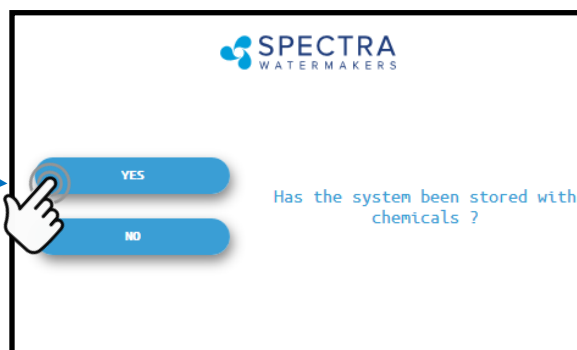 SPECTRA
WATERMAKERS
YES
Has the system been stored with
chemicals ?
NO